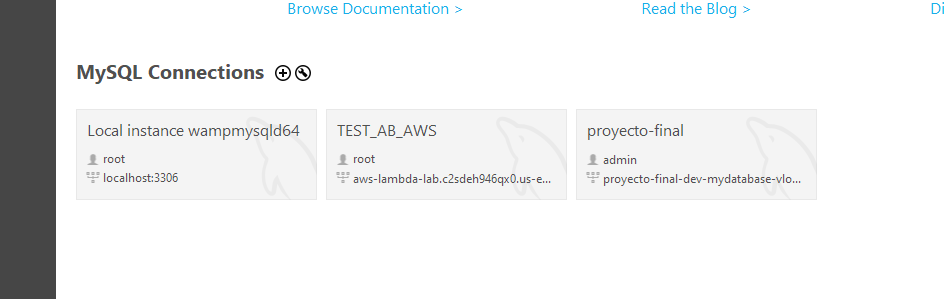 Browse Documentation >
Read the Blog >
Di
MySQL Connections
Local instance wampmysqld64
root
localhost:3306
TEST_AB_AWS
root
aws-lambda-lab.c2sdeh946qx0.us-e...
proyecto-final
admin
proyecto-final-dev-mydatabase-vlo...